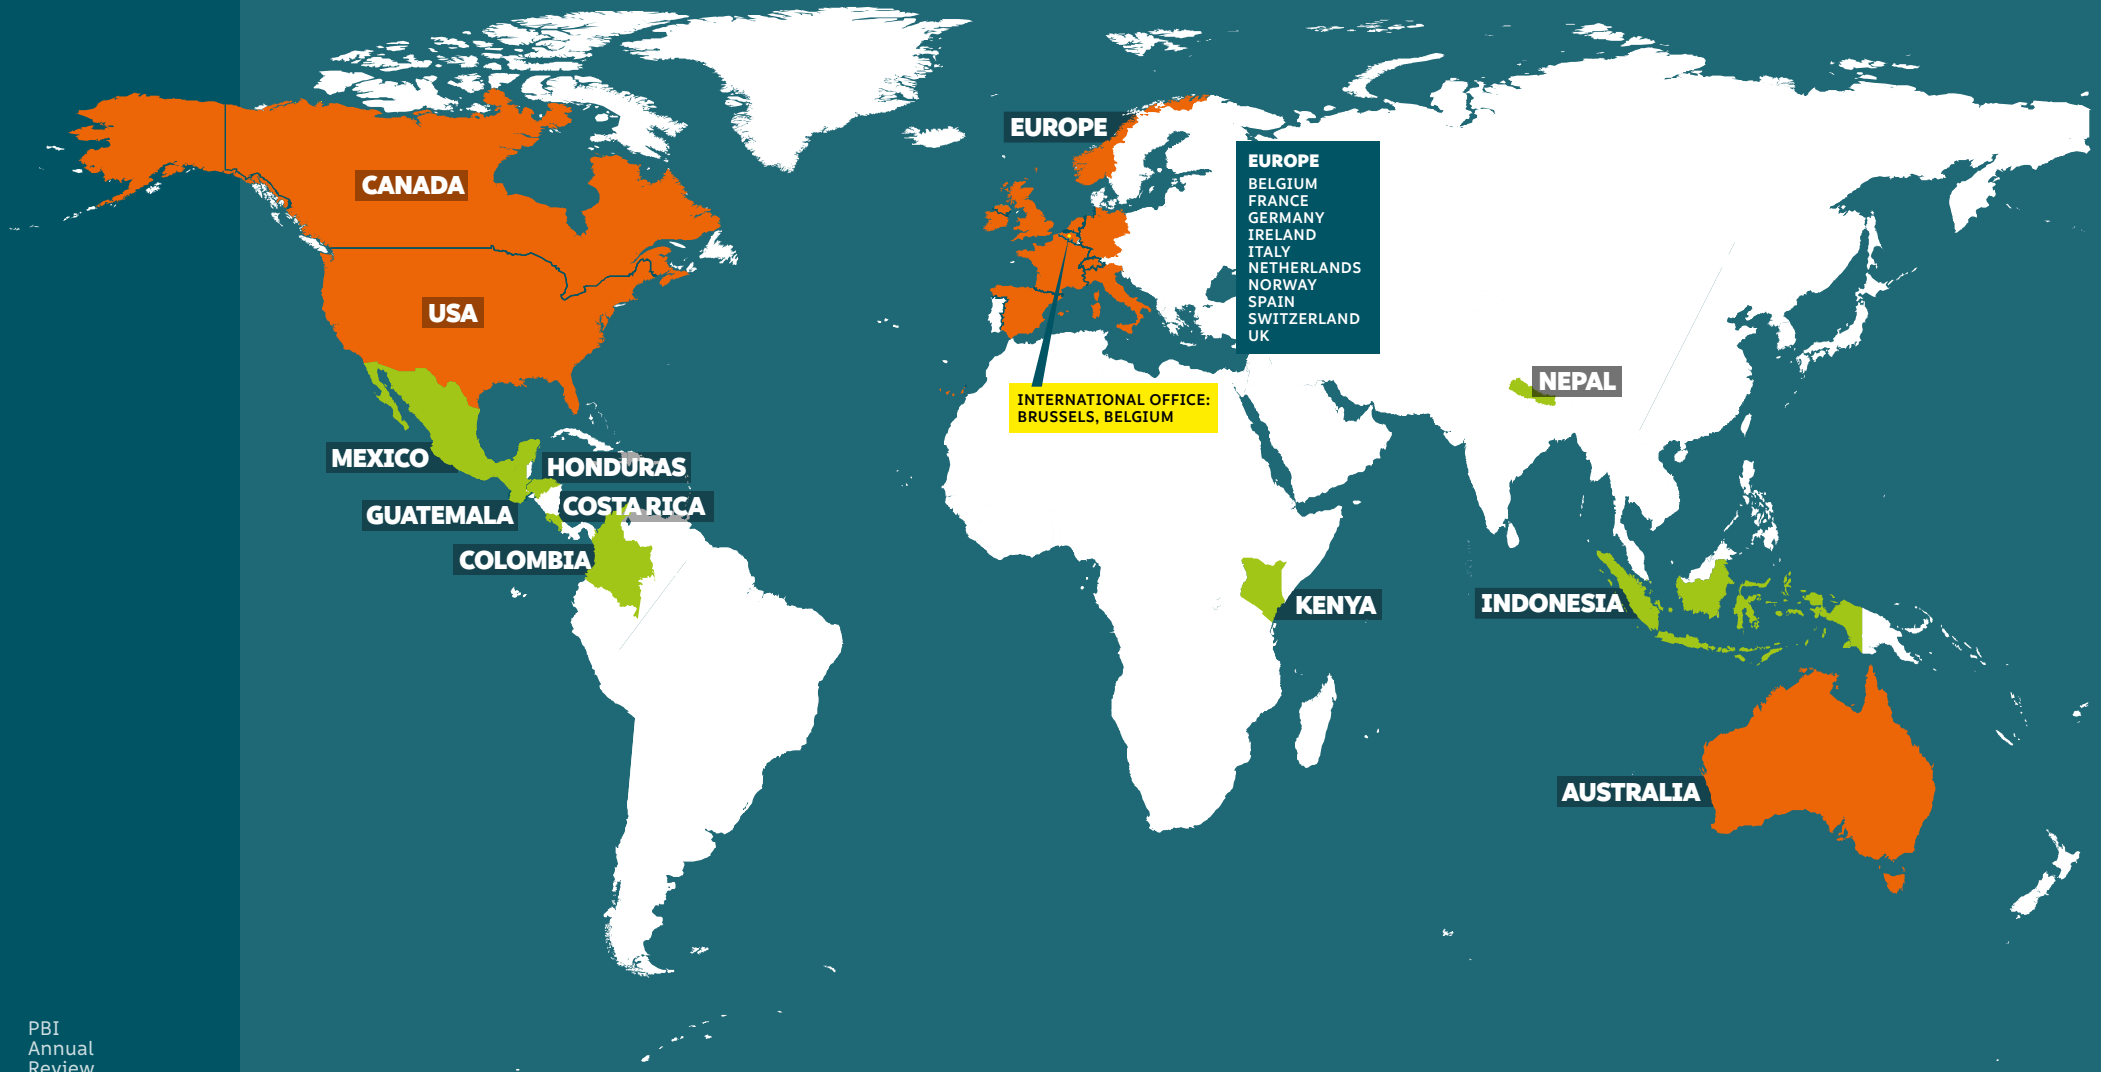 EUROPE
CANADA
EUROPE
BELGIUM
FRANCE
GERMANY
IRELAND
ITALY
NETHERLANDS
NORWAY
SPAIN
SWITZERLAND
UK
USA
NEPAL
INTERNATIONAL OFFICE:
BRUSSELS, BELGIUM
MEXICO
HONDURAS
COSTA RICA
GUATEMALA
COLOMBIA
KENYA
INDONESIA
AUSTRALIA
PBI
Annual
Review